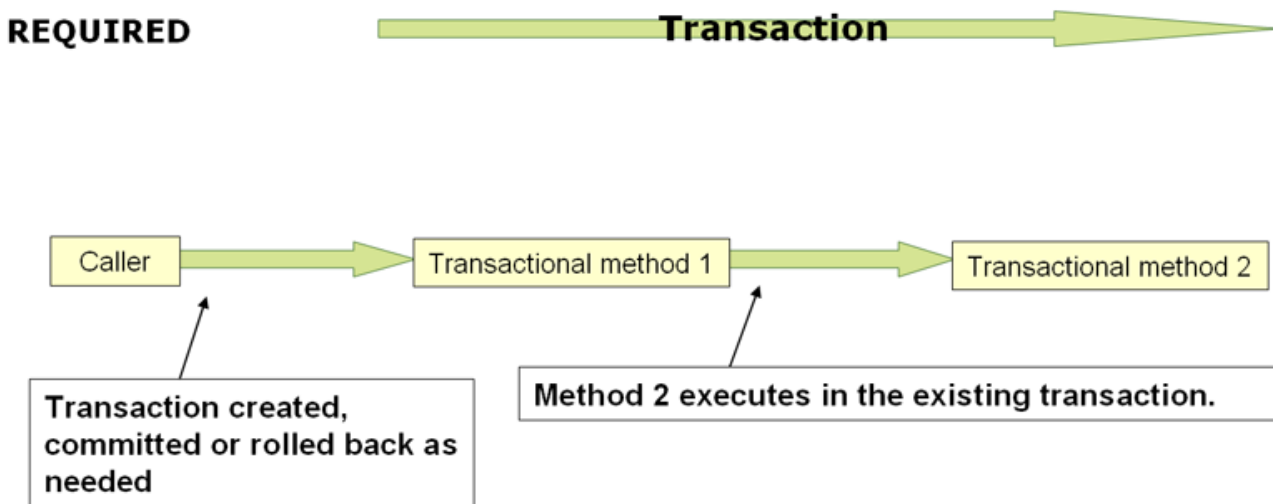 REQUIRED
Transaction
Caller
Transactional method 1
Transactional method 2
Transaction created,
committed or rolled back as
needed
Method 2 executes in the existing transaction.